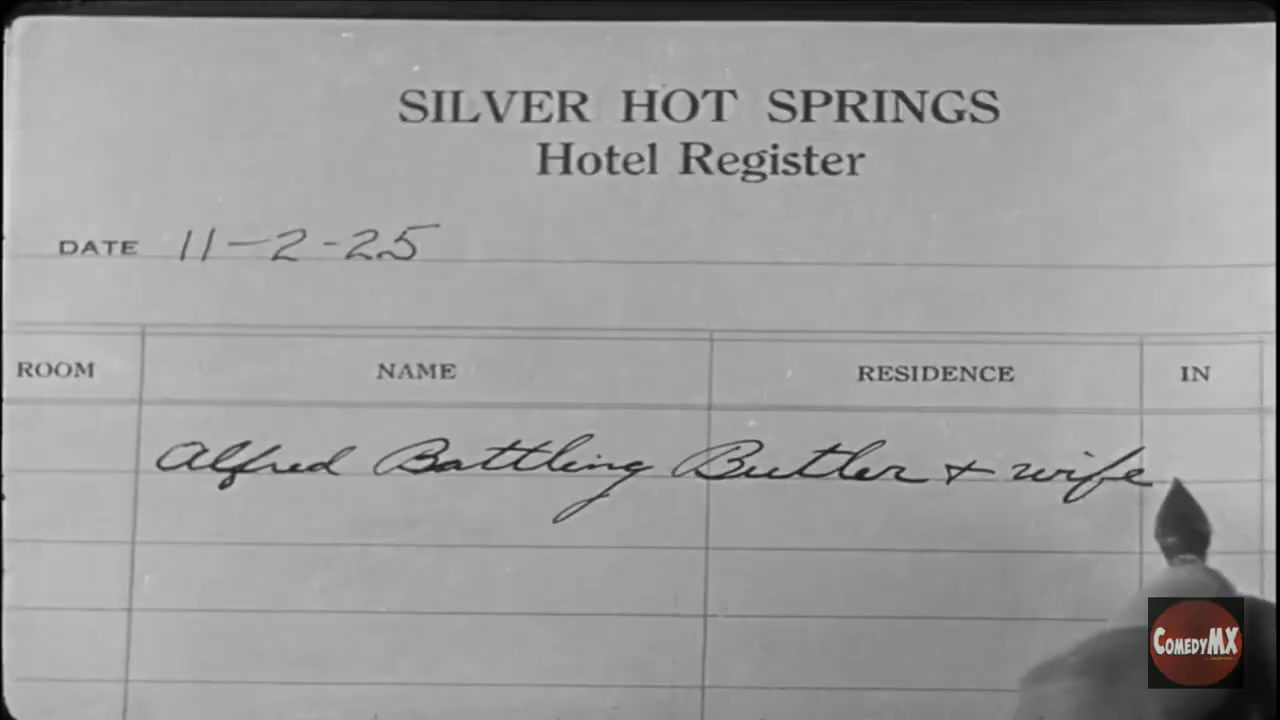 SILVER HOT SPRINGS
Hotel Register
DATE 11-2-25
ROOM NAME RESIDENCE IN
Alfred Battling Butler + wife
COMEDYMX